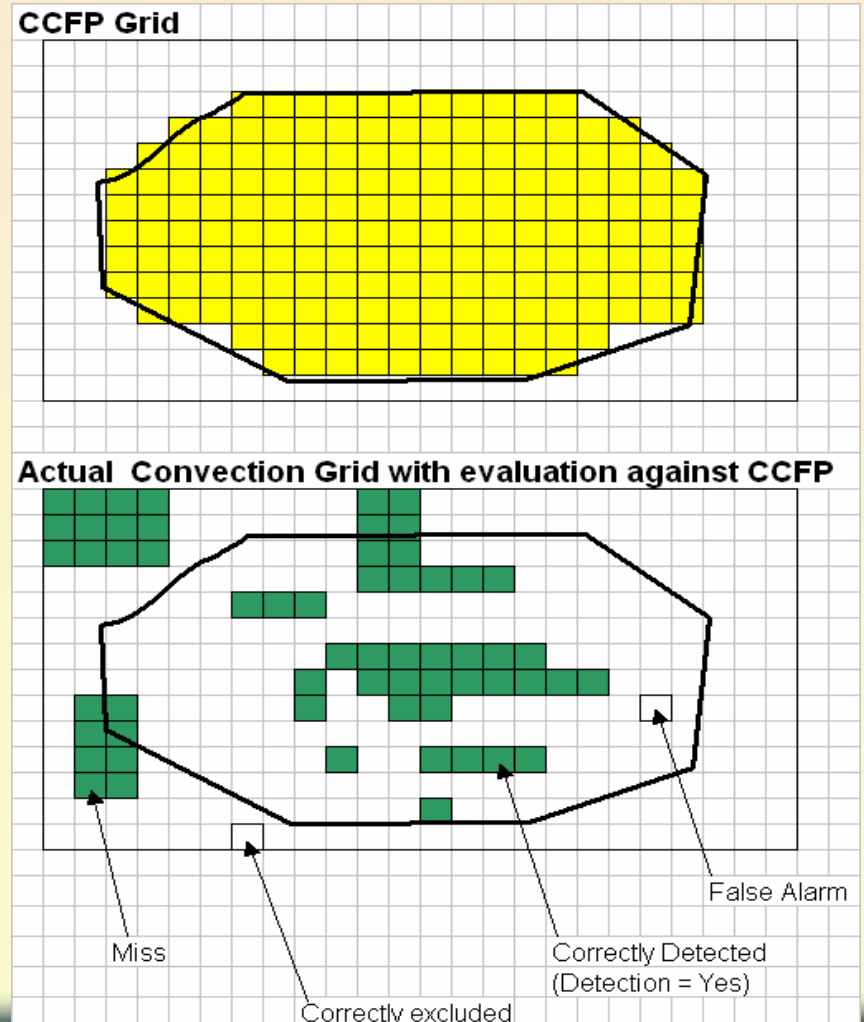 CCFP Grid
Actual  Convection Grid with evaluation against CCFP
False Alarm
Miss
Correctly Detected
(Detection = Yes)
Correctly excluded